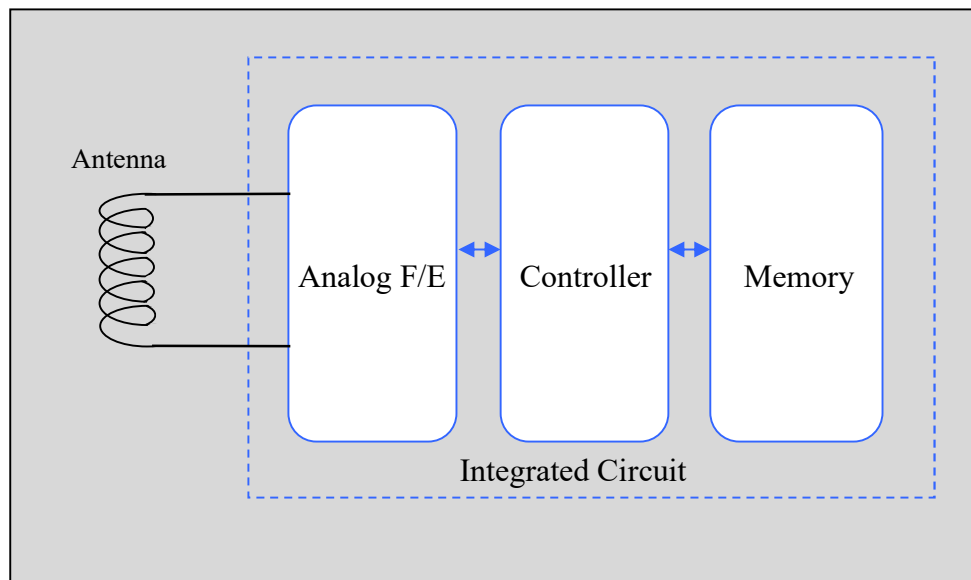 Antenna
Analog F/E
Controller
Memory
Integrated Circuit